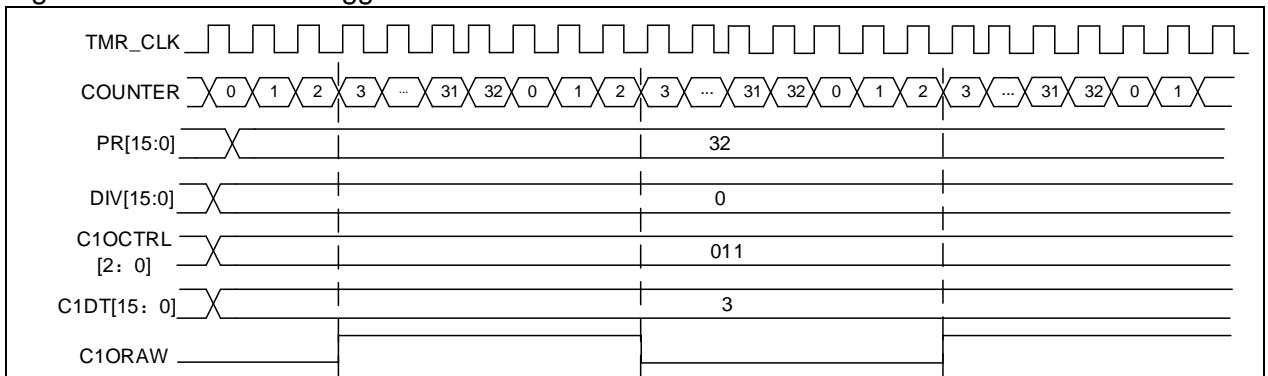 TMR_CLK
COUNTER 0 1 2 3 ... 31 32 0 1 2 3 ... 31 32 0 1 2 3 ... 31 32 0 1
PR[15:0] 32
DIV[15:0] 0
C1OCTRL
[2：0] 011
C1DT[15：0] 3
C1ORAW